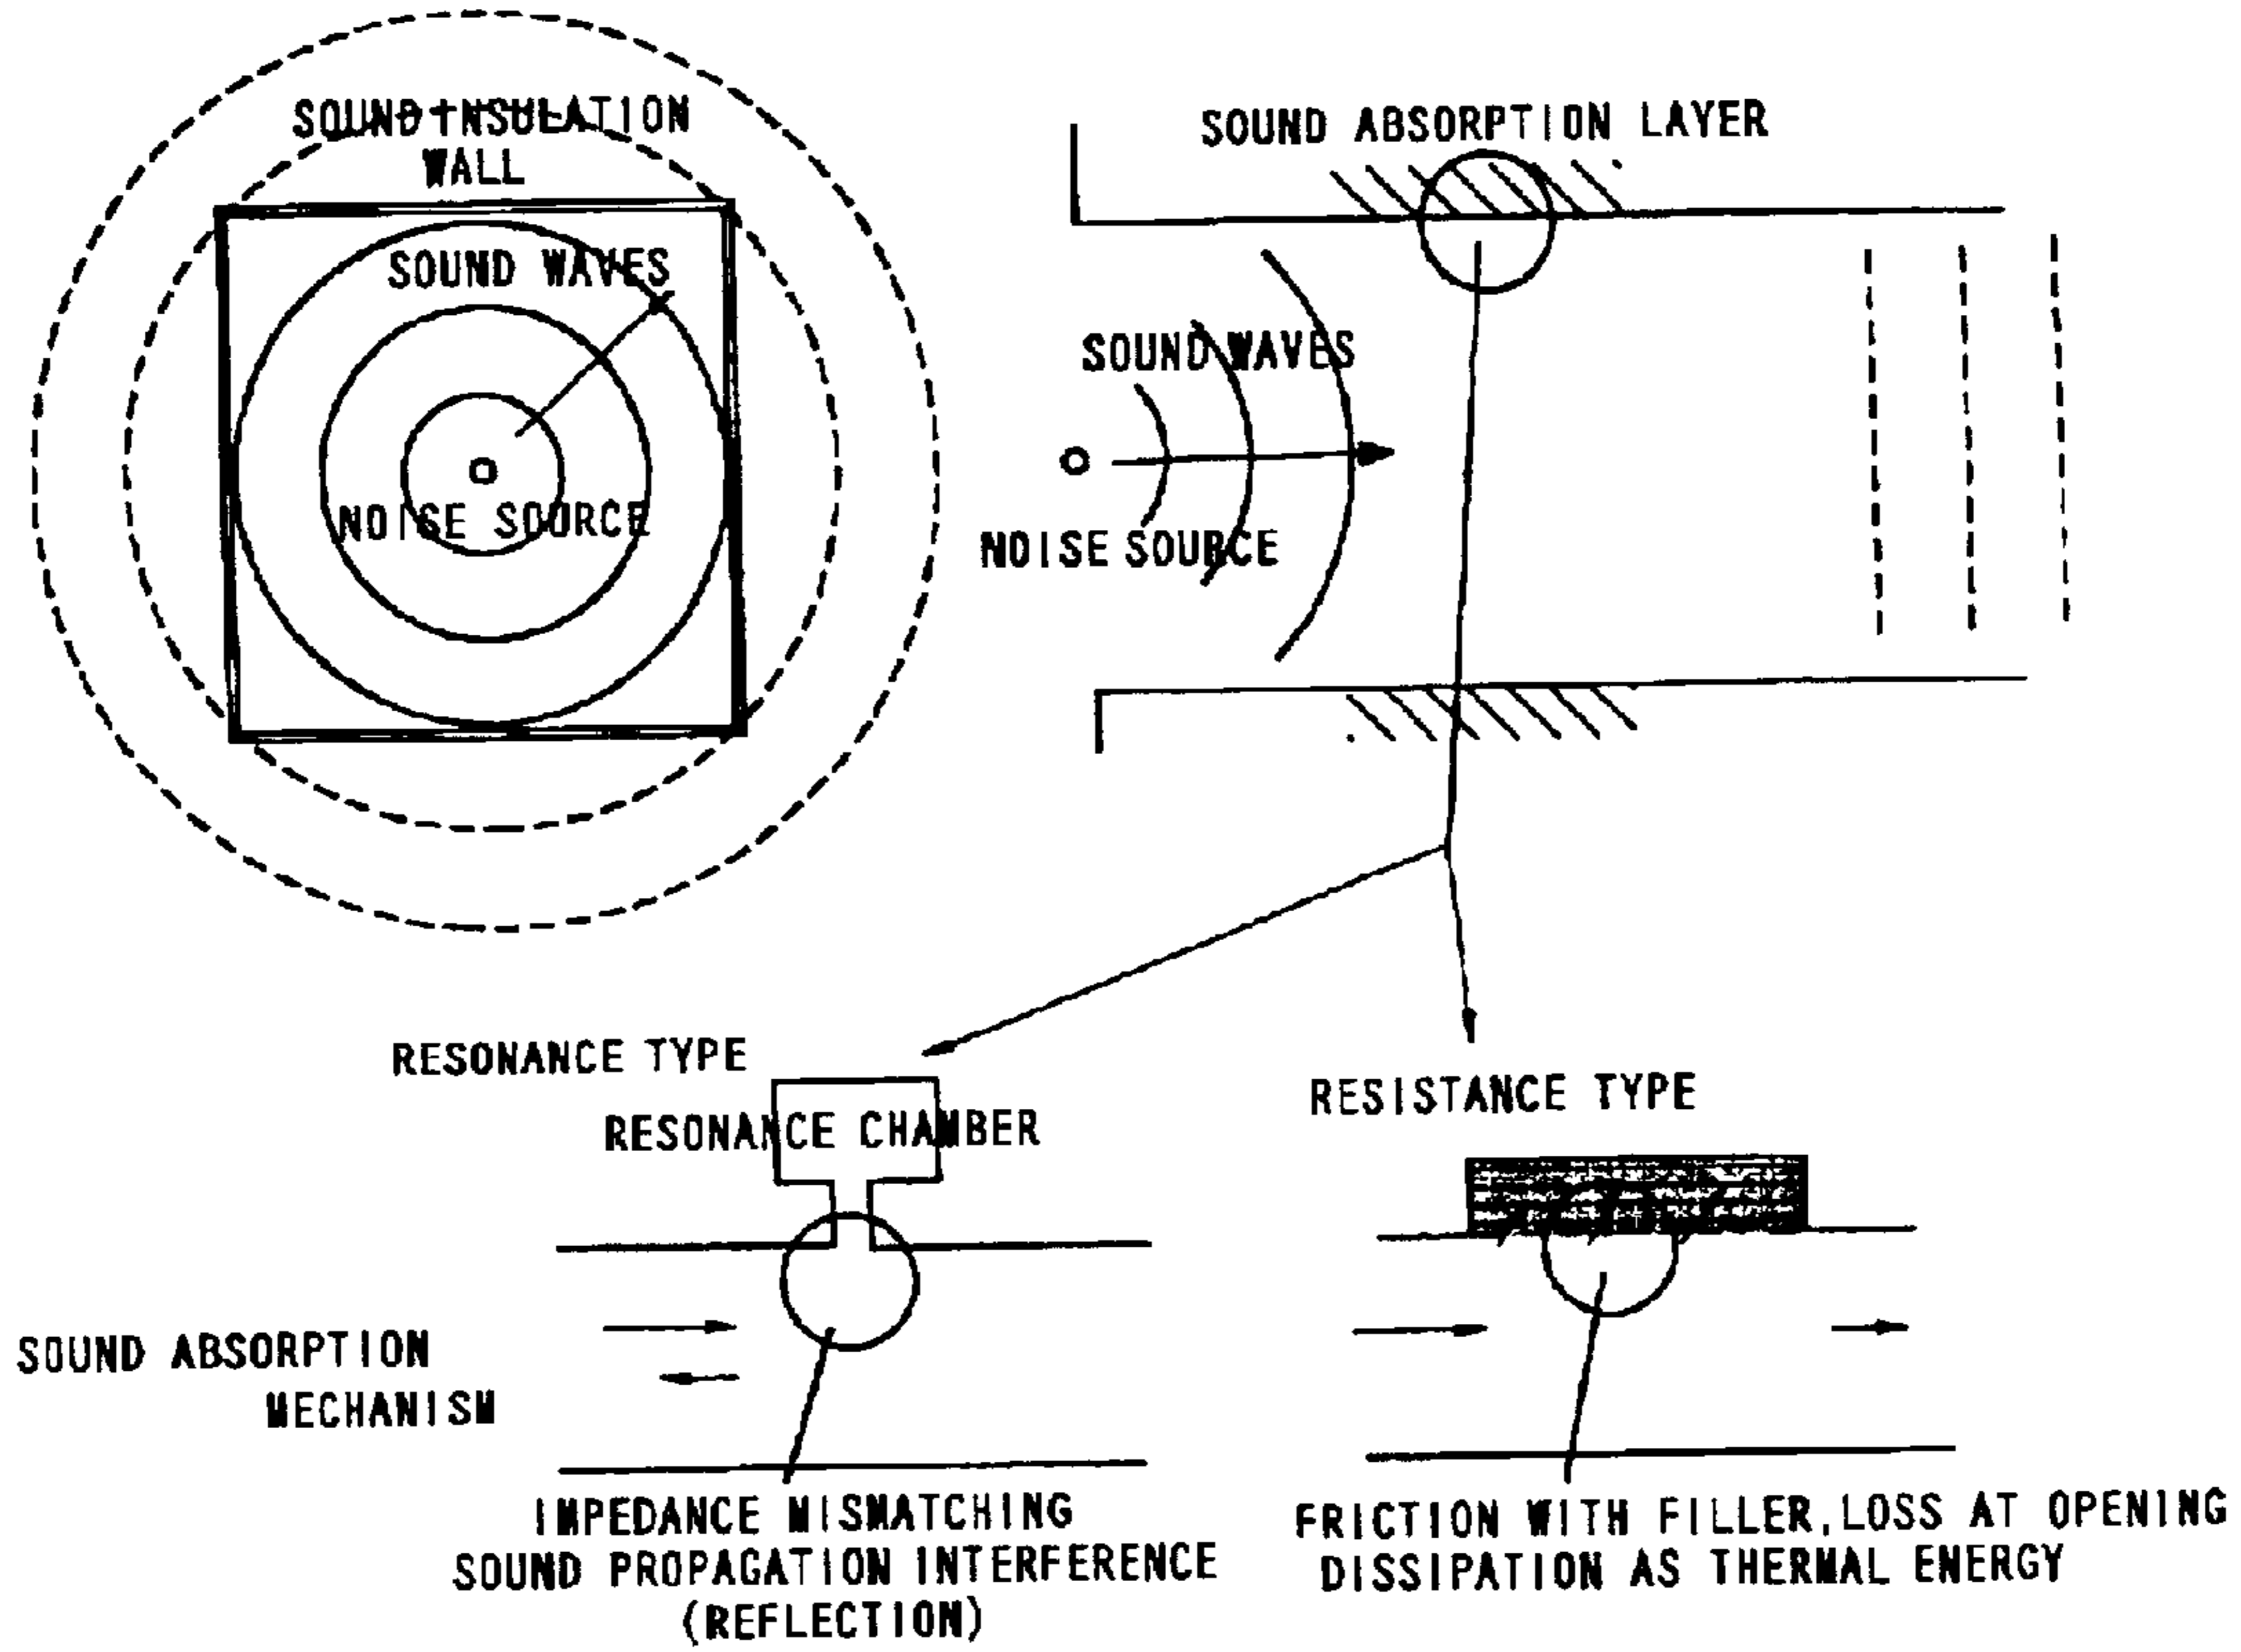 SOUND INSULATION
WALL
SOUND WAVES
NOISE SOURCE
SOUND ABSORPTION LAYER
SOUND WAVES
NOISE SOURCE
RESONANCE TYPE
RESONANCE CHAMBER
RESISTANCE TYPE
SOUND ABSORPTION
MECHANISM
IMPEDANCE MISMATCHING
SOUND PROPAGATION INTERFERENCE
(REFLECTION)
FRICTION WITH FILLER, LOSS AT OPENING
DISSIPATION AS THERMAL ENERGY